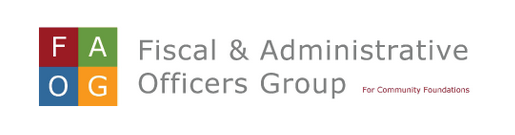 F A
O G
Fiscal & Administrative
Officers Group
For Community Foundations